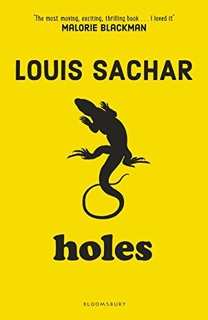 'The most moving, exciting, thrilling book . . . I loved it'
MALORIE BLACKMAN
LOUIS SACHAR
holes
BLOOMSBURY